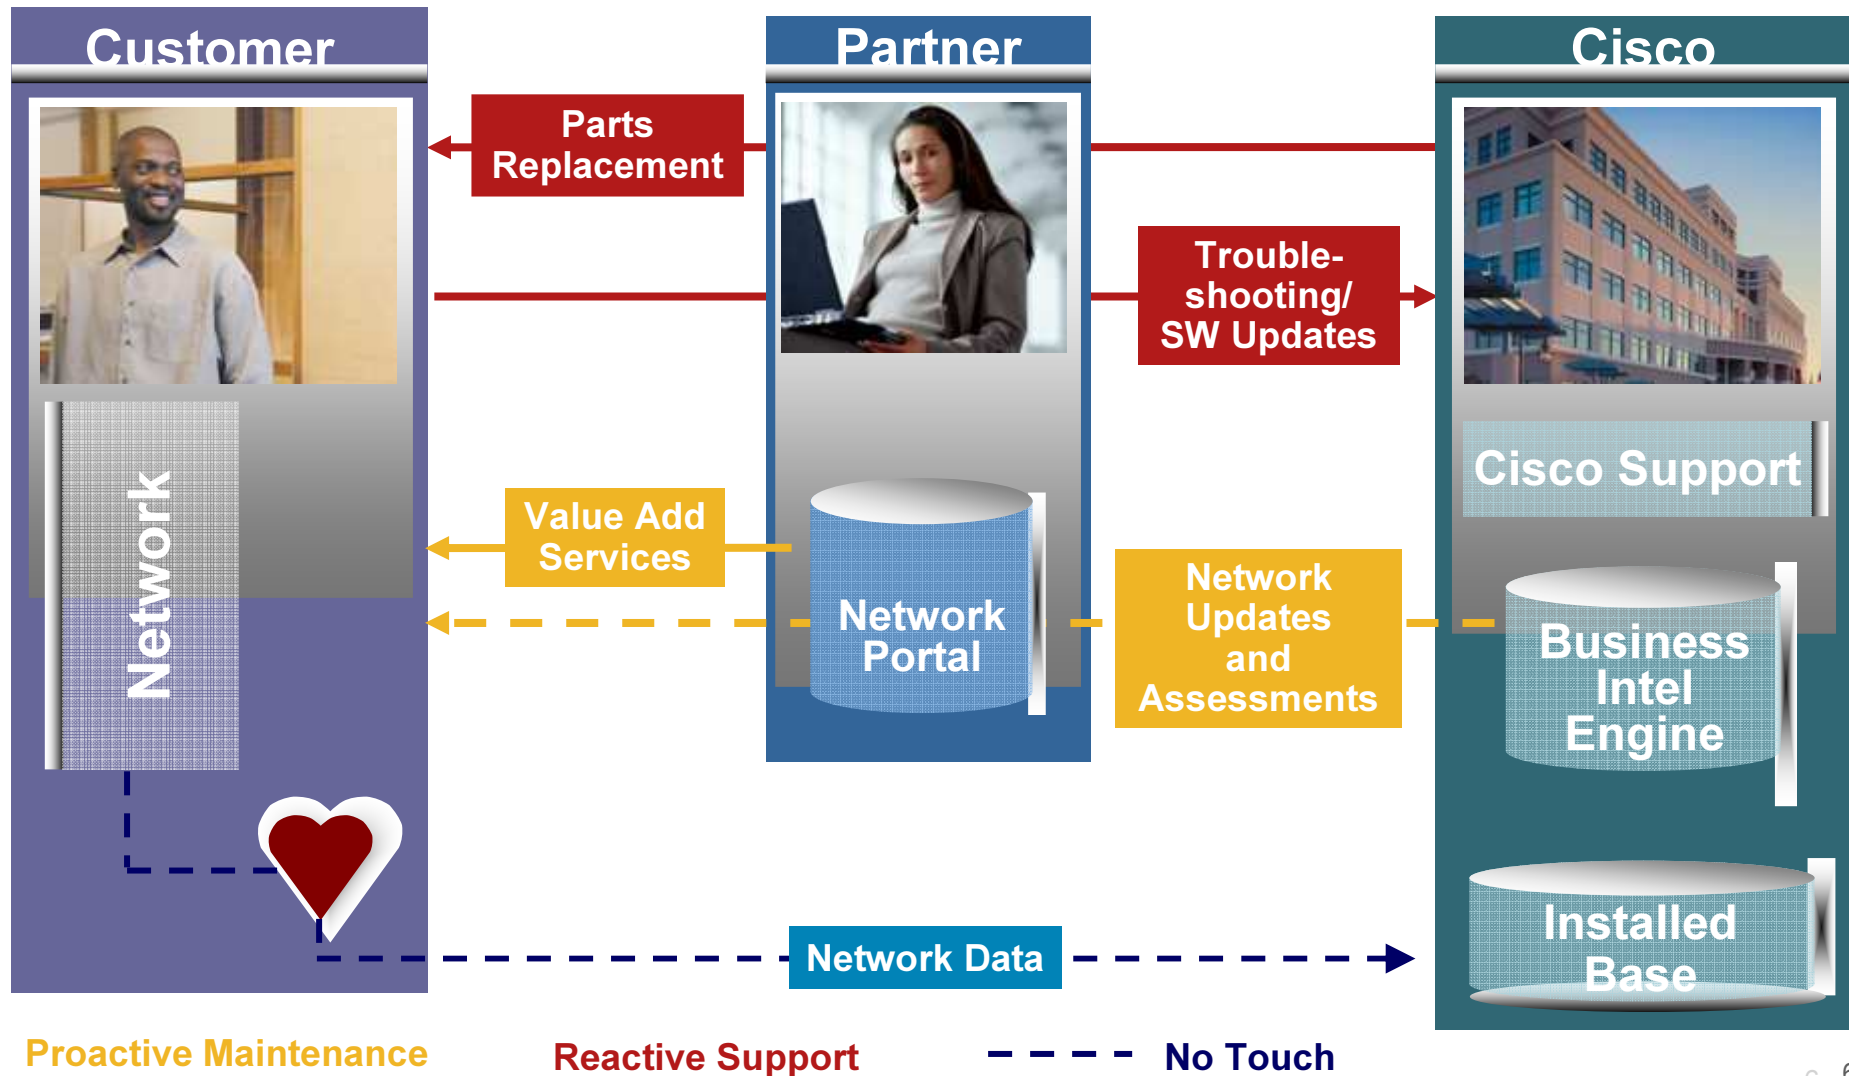 Customer
Partner
Cisco
Parts
Replacement
Trouble-
shooting/
SW Updates
Cisco Support
Network
Value Add
Services
Network
Portal
Network
Updates
and
Assessments
Business
Intel
Engine
Installed
Base
Network Data
Proactive Maintenance
Reactive Support
No Touch